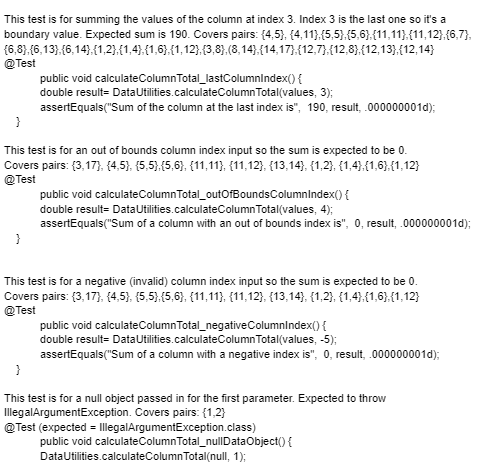 This test is for summing the values of the column at index 3. Index 3 is the last one so it's a
boundary value. Expected sum is 190. Covers pairs: {4,5}, {4,11},{5,5},{5,6},{11,11},{11,12},{6,7},
{6,8},{6,13},{6,14},{1,2},{1,4},{1,6},{1,12},{3,8},{8,14},{14,17},{12,7},{12,8},{12,13},{12,14}
@Test
public void calculateColumnTotal_lastColumnIndex() {
double result= DataUtilities.calculateColumnTotal(values, 3);
assertEquals("Sum of the column at the last index is", 190, result, .000000001d);
}
This test is for an out of bounds column index input so the sum is expected to be 0.
Covers pairs: {3,17}, {4,5}, {5,5},{5,6}, {11,11}, {11,12}, {13,14}, {1,2}, {1,4},{1,6},{1,12}
@Test
public void calculateColumnTotal_outOfBoundsColumnIndex() {
double result= DataUtilities.calculateColumnTotal(values, 4);
assertEquals("Sum of a column with an out of bounds index is", 0, result, .000000001d);
}
This test is for a negative (invalid) column index input so the sum is expected to be 0.
Covers pairs: {3,17}, {4,5}, {5,5},{5,6}, {11,11}, {11,12}, {13,14}, {1,2}, {1,4},{1,6},{1,12}
@Test
public void calculateColumnTotal_negativeColumnIndex() {
double result= DataUtilities.calculateColumnTotal(values, -5);
assertEquals("Sum of a column with a negative index is", 0, result, .000000001d);
}
This test is for a null object passed in for the first parameter. Expected to throw
IllegalArgumentException. Covers pairs: {1,2}
@Test (expected = IllegalArgumentException.class)
public void calculateColumnTotal_nullDataObject() {
DataUtilities.calculateColumnTotal(null, 1);